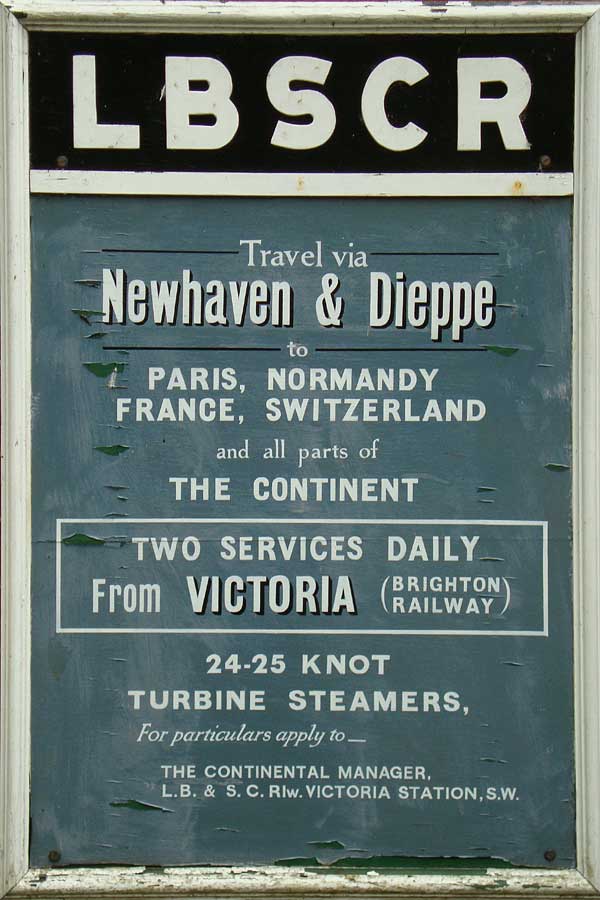 LBSCR
Travel via
Newhaven & Dieppe
to
PARIS, NORMANDY
FRANCE, SWITZERLAND
and all parts of
THE CONTINENT
TWO SERVICES DAILY
From VICTORIA (BRIGHTON RAILWAY)
24-25 KNOT
TURBINE STEAMERS,
For particulars apply to —
THE CONTINENTAL MANAGER,
L.B. & S.C. Rlw. VICTORIA STATION, S.W.